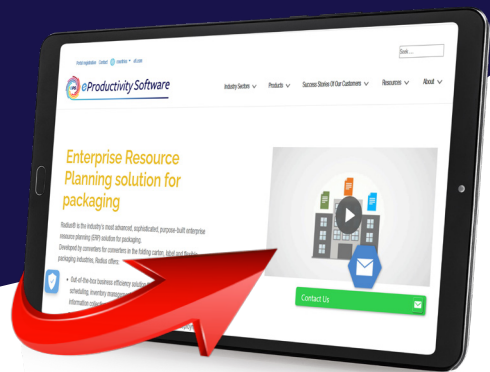 Contact
Seek ...
eProductivity Software
Industry Sectors
Products
Success Stories Of Our Customers
Resources
About
Enterprise Resource
Planning solution for
packaging
Radius® is the industry's most advanced, sophisticated, purpose-built enterprise
resource planning (ERP) solution for packaging.
Developed by converters for converters in the folding carton, label and flexible
packaging industries, Radius offers:
• Out-of-the-box business efficiency solution
scheduling, inventory management
information
Contact Us